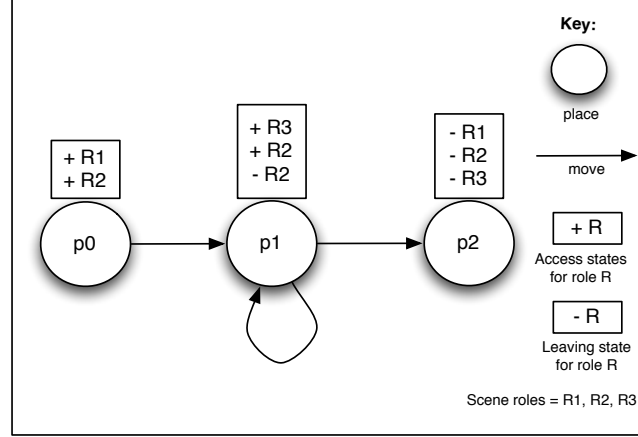 + R1
+ R2
p0
+ R3
+ R2
- R2
p1
- R1
- R2
- R3
p2
Key:
place
move
+ R
Access states
for role R
- R
Leaving state
for role R
Scene roles = R1, R2, R3